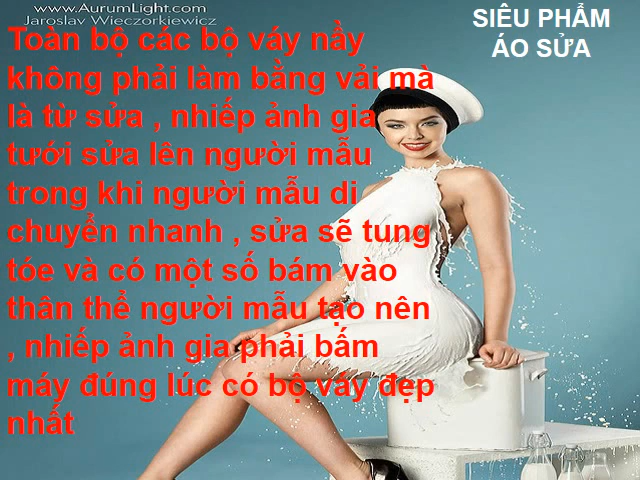 www.AurumLight.com
Jaroslav Wieczorkiewicz
SIÊU PHẨM
ÁO SỬA
Toàn bộ các bộ váy nầy
không phải làm bằng vải mà
là từ sửa , nhiếp ảnh gia
tưới sửa lên người mẫu
trong khi người mẫu di
chuyển nhanh , sửa sẽ tung
tóe và có một số bám vào
thân thể người mẫu tạo nên
, nhiếp ảnh gia phải bấm
máy đúng lúc có bộ váy đẹp
nhất